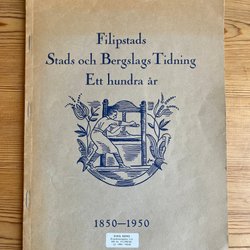 Filipstads
Stads och Bergslags Tidning
Ett hundra år
1850—1950